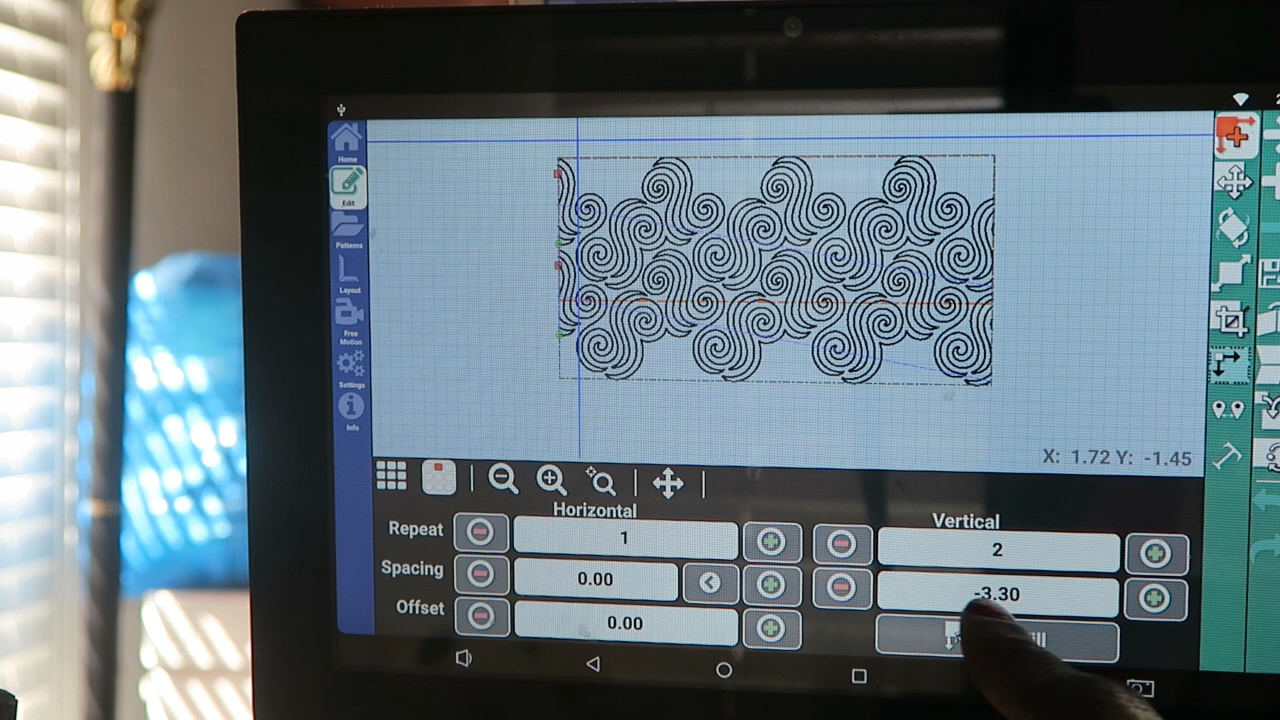 Home
Edit
Patterns
Layout
Free
Motion
Settings
Info
X: 1.72 Y: -1.45
Horizontal
Vertical
Repeat 1 2
Spacing 0.00 -3.30
Offset 0.00